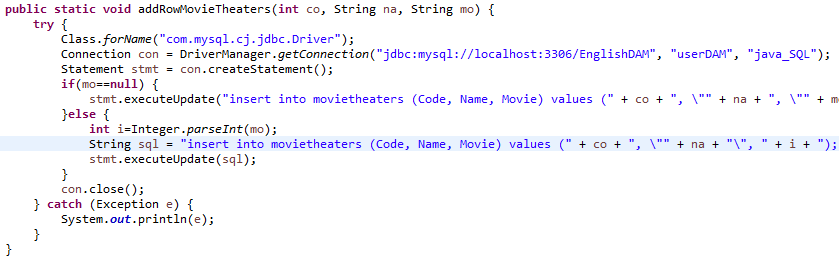 public static void addRowMovieTheaters(int co, String na, String mo) {
try {
Class.forName("com.mysql.cj.jdbc.Driver");
Connection con = DriverManager.getConnection("jdbc:mysql://localhost:3306/EnglishDAM", "userDAM", "java_SQL");
Statement stmt = con.createStatement();
if(mo==null) {
stmt.executeUpdate("insert into movietheaters (Code, Name, Movie) values (" + co + ", \"" + na + ", \"" + m
}else {
int i=Integer.parseInt(mo);
String sql = "insert into movietheaters (Code, Name, Movie) values (" + co + ", \"" + na + "\", " + i + ");
stmt.executeUpdate(sql);
}
con.close();
} catch (Exception e) {
System.out.println(e);
}
}